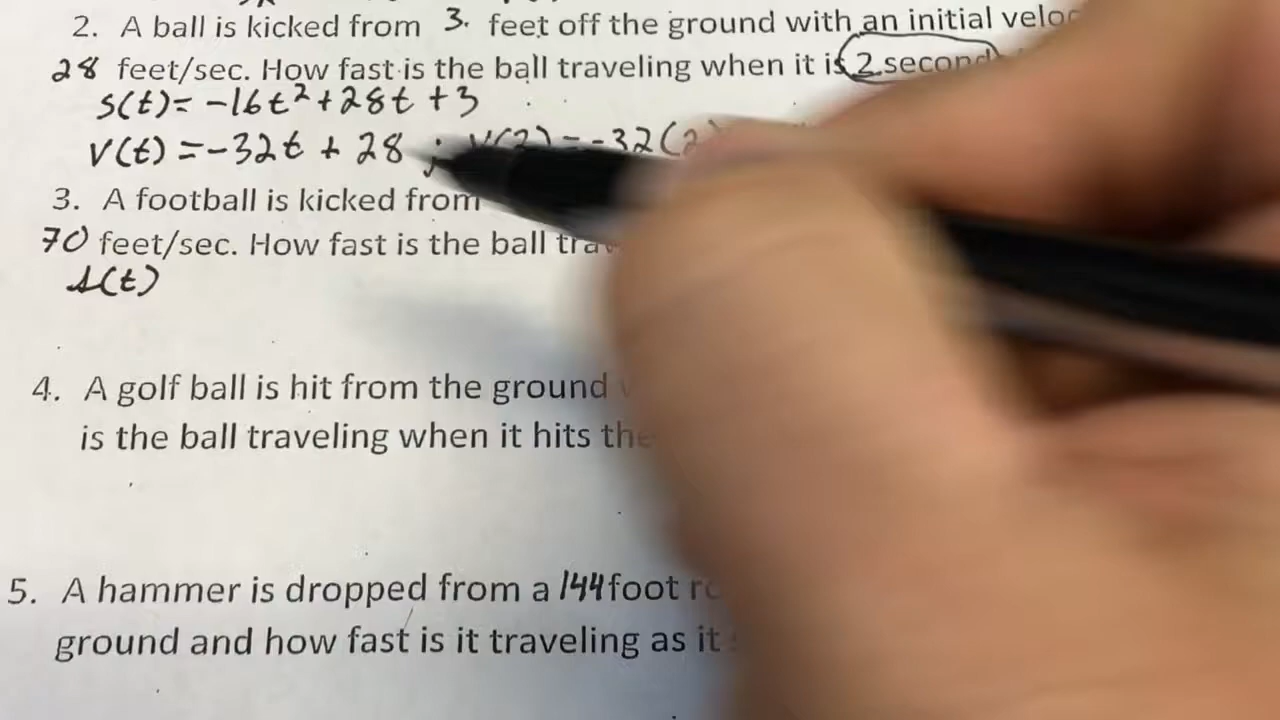 2. A ball is kicked from 3. feet off the ground with an initial
28 feet/sec. How fast is the ball traveling when it is 2 second
s(t)= -16t²+28t +3
v(t) =-32t + 28 ; v(2) = -32(2)
3. A football is kicked from
70 feet/sec. How fast is the ball
s(t)
4. A golf ball is hit from the ground
is the ball traveling when it hits the
5. A hammer is dropped from a 144 foot
ground and how fast is it traveling as it